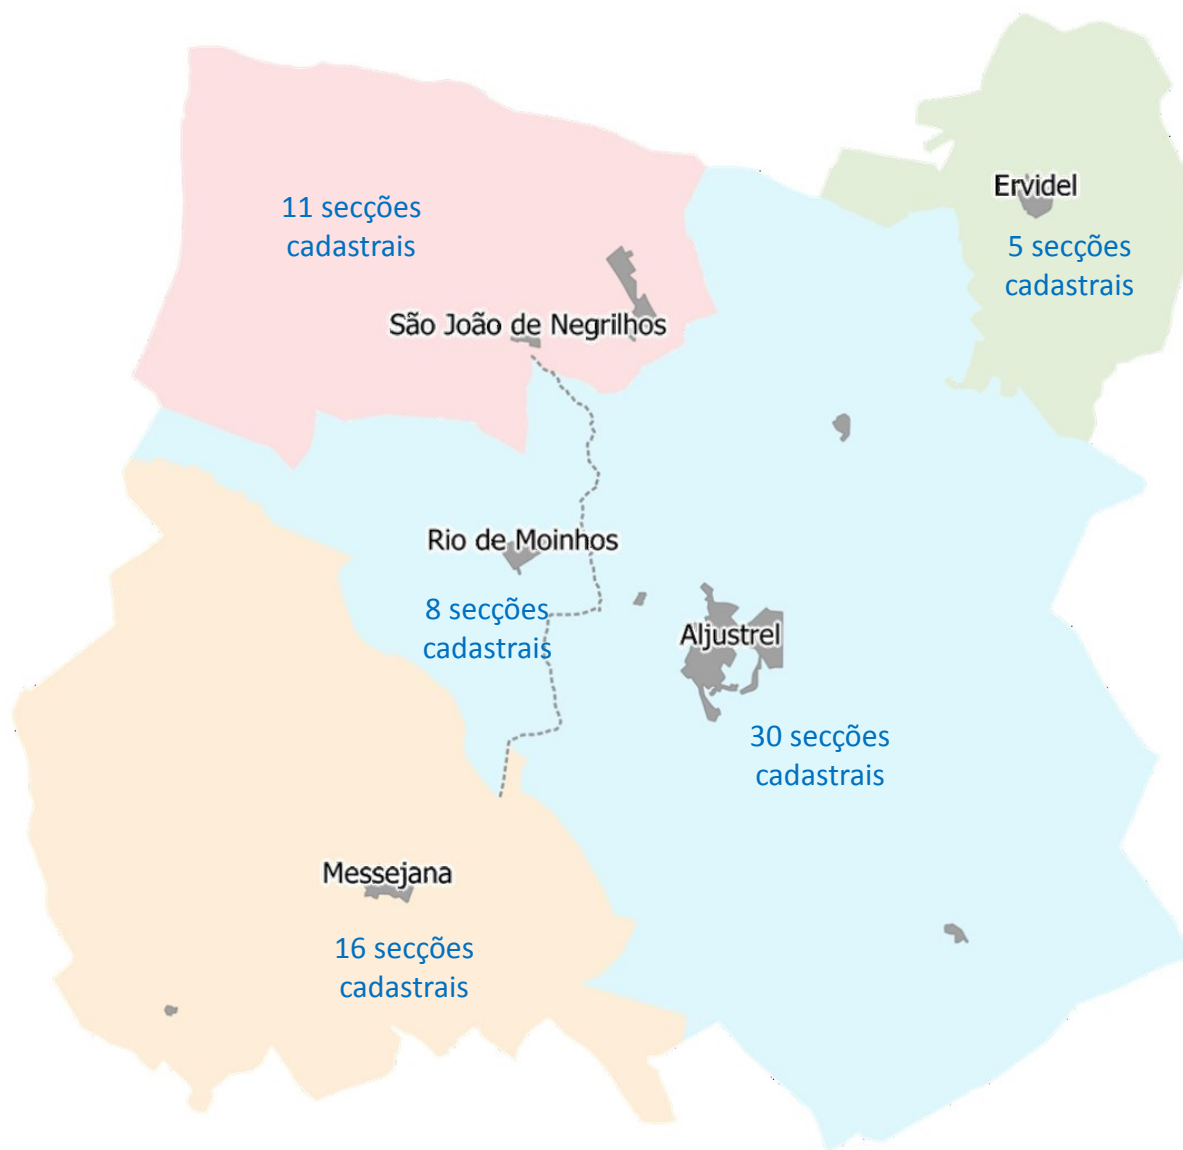 Ervidel
5 secções
cadastrais
11 secções
cadastrais
São João de Negrilhos
Rio de Moinhos
8 secções
cadastrais
Aljustrel
30 secções
cadastrais
Messejana
16 secções
cadastrais